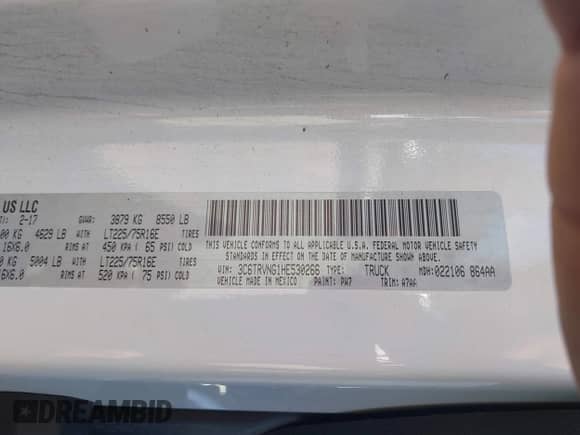 US LLC
2-17 GVWR: 3879 KG 8550 LB
00 KG 4629 LB WITH LT225/75R16E TIRES
16X6.0 RIMS AT 450 KPA ( 65 PSI) COLD
0 KG 5004 LB WITH LT225/75R16E TIRES
6X6.0 RIMS AT 520 KPA ( 75 PSI) COLD
THIS VEHICLE CONFORMS TO ALL APPLICABLE U.S.A. FEDERAL MOTOR VEHICLE SAFETY
STANDARDS IN EFFECT ON THE DATE OF MANUFACTURE SHOWN ABOVE.
VIN: 3C6TRVNG1HE530266 TYPE: TRUCK MDH: 022106 864AA
VEHICLE MADE IN MEXICO PAINT: PW7 TRIM: A7AA
DREAMBID